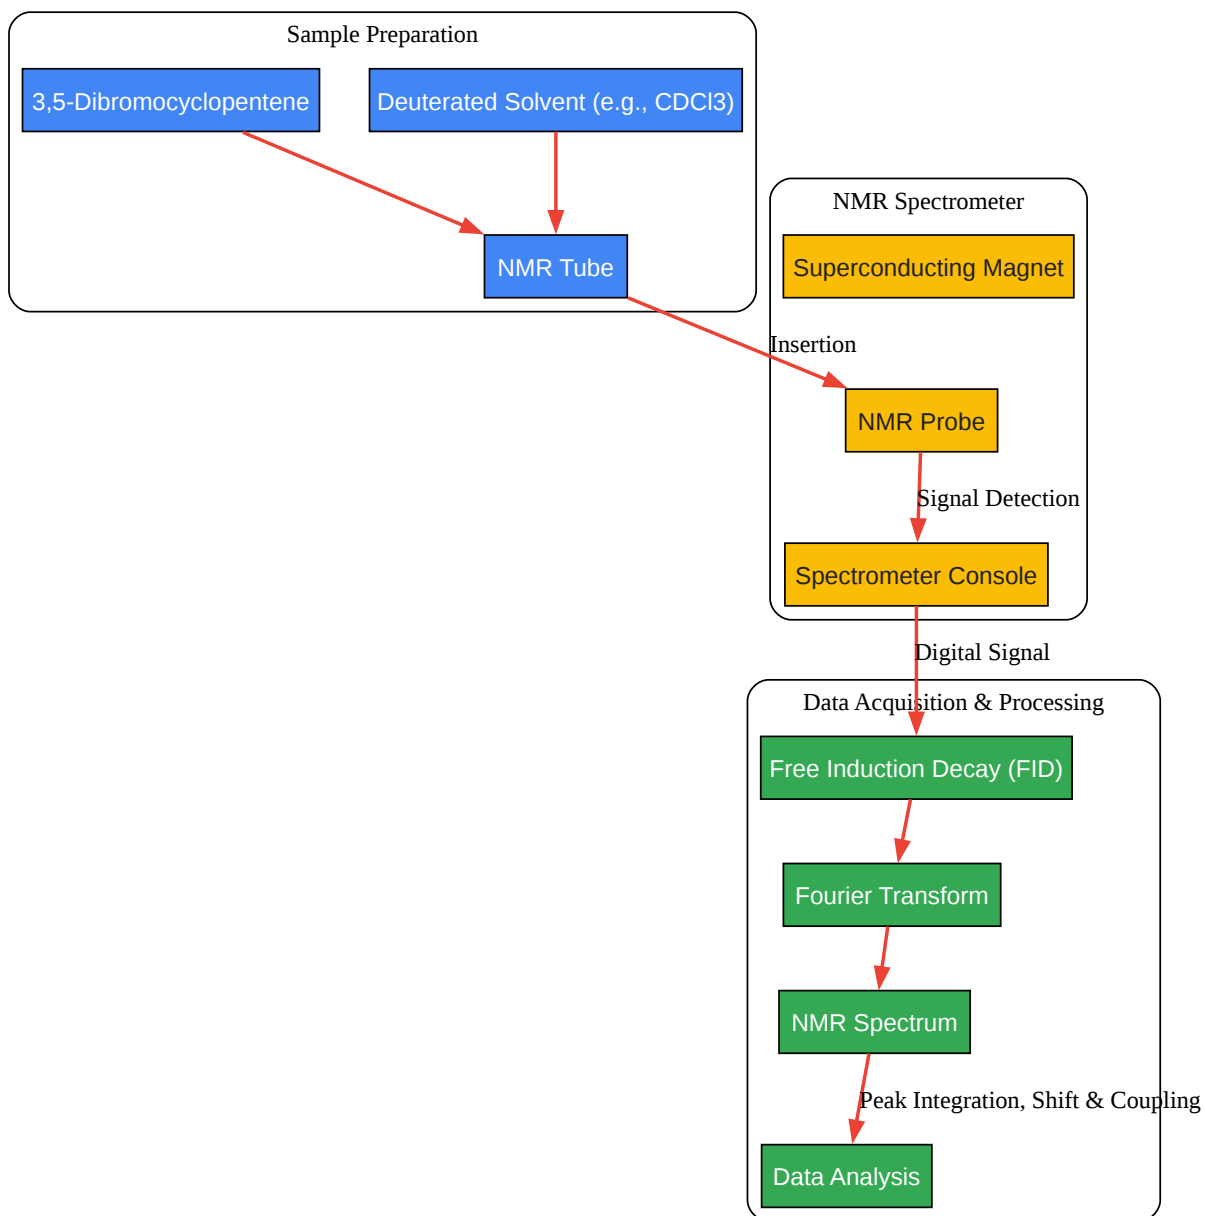 Sample Preparation
3,5-Dibromocyclopentene
Deuterated Solvent (e.g., CDCl3)
NMR Tube
NMR Spectrometer
Superconducting Magnet
Insertion
NMR Probe
Signal Detection
Spectrometer Console
Digital Signal
Data Acquisition & Processing
Free Induction Decay (FID)
Fourier Transform
NMR Spectrum
Peak Integration, Shift & Coupling
Data Analysis